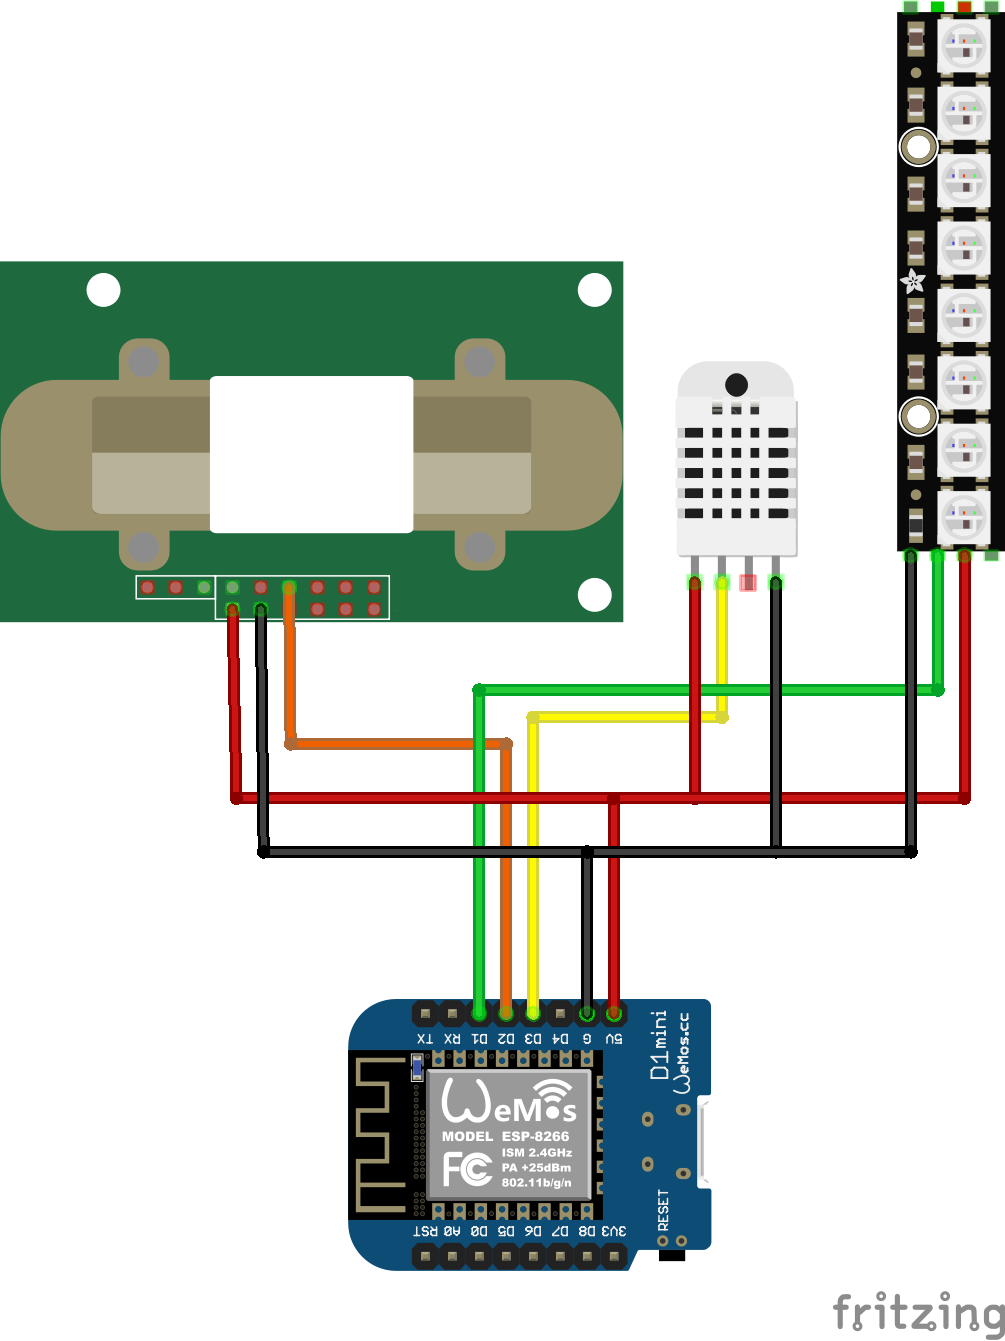 TX RX D1 D2 D3 D4 G 5V
D1 mini
WeMos.cc
WeMos
MODEL ESP-8266
ISM 2.4GHz
PA +25dBm
802.11b/g/n
FC
RESET
RST A0 D0 D5 D6 D7 D8 3V3
fritzing